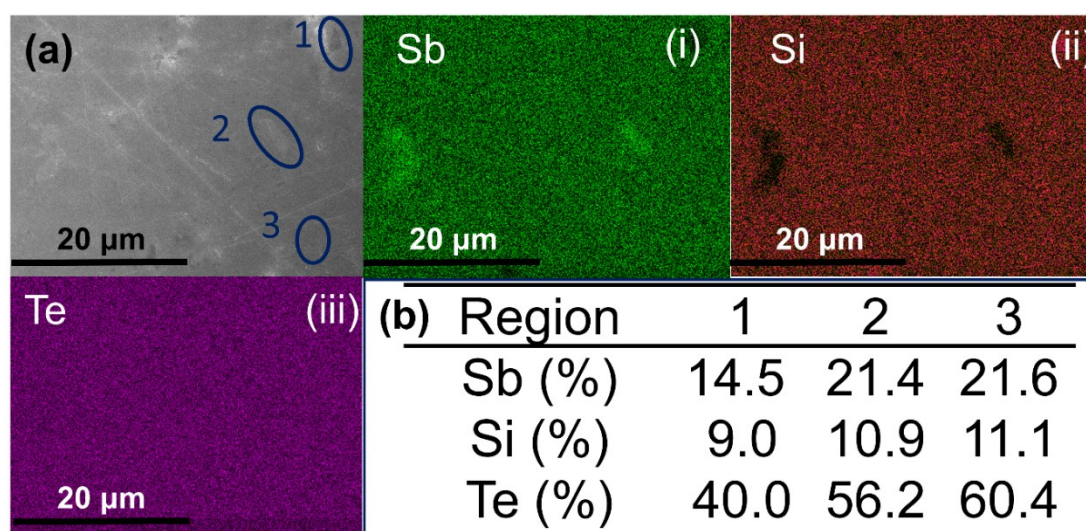 (a)
1
2
3
20 µm
Sb
(i)
20 µm
Si
(ii)
20 µm
Te
(iii)
20 µm
(b) Region 1 2 3
Sb (%) 14.5 21.4 21.6
Si (%) 9.0 10.9 11.1
Te (%) 40.0 56.2 60.4